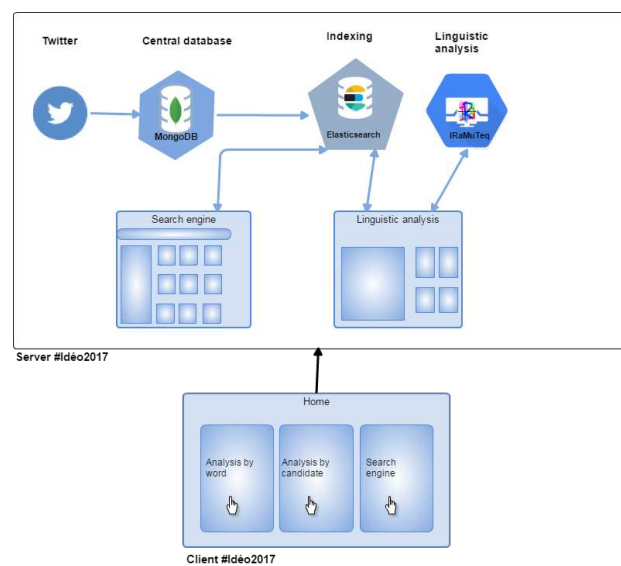 Twitter
Central database
Indexing
Linguistic
analysis
MongoDB
Elasticsearch
IRaMuTeq
Search engine
Linguistic analysis
Server #Idéo2017
Home
Analysis by
word
Analysis by
candidate
Search
engine
Client #Idéo2017